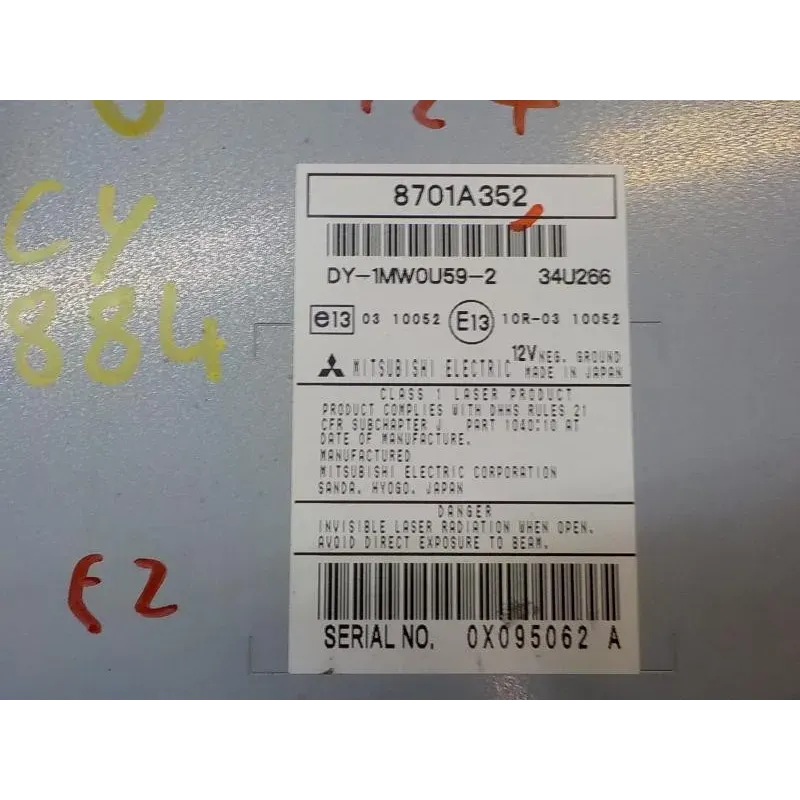 CY
884
8701A352
DY-1MW0U59-2 34U266
e13 03 10052 E13 10R-03 10052
MITSUBISHI ELECTRIC 12V NEG. GROUND
MADE IN JAPAN
CLASS 1 LASER PRODUCT
PRODUCT COMPLIES WITH DHHS RULES 21
CFR SUBCHAPTER J PART 1040:10 AT
DATE OF MANUFACTURE.
MANUFACTURED
MITSUBISHI ELECTRIC CORPORATION
SANDA. HYOGO. JAPAN
DANGER
INVISIBLE LASER RADIATION WHEN OPEN.
AVOID DIRECT EXPOSURE TO BEAM.
SERIAL NO. 0X095062 A